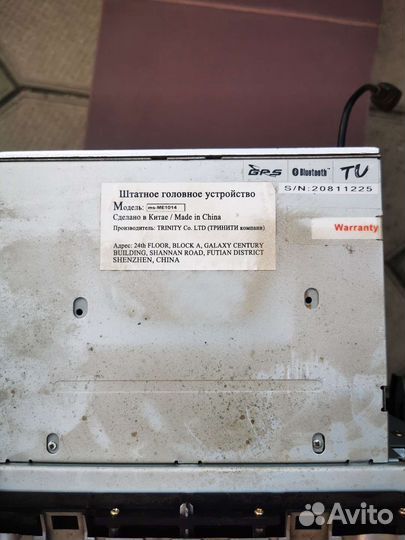 GPS Bluetooth TV
S/N:20811225
Warranty
Штатное головное устройство
Модель: ms-ME1014
Сделано в Китае / Made in China
Производитель: TRINITY Co. LTD (ТРИНИТИ компани)
Адрес: 24th FLOOR, BLOCK A, GALAXY CENTURY
BUILDING, SHANNAN ROAD, FUTIAN DISTRICT
SHENZHEN, CHINA
Avito